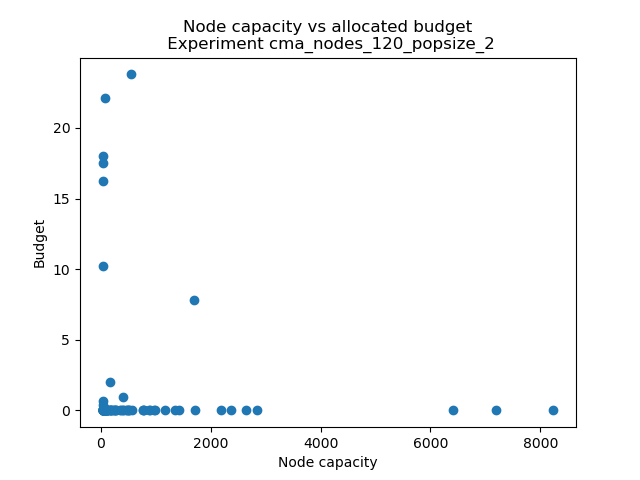 Node capacity vs allocated budget
Experiment cma_nodes_120_popsize_2
20
15
10
5
0
Budget
0 2000 4000 6000 8000
Node capacity